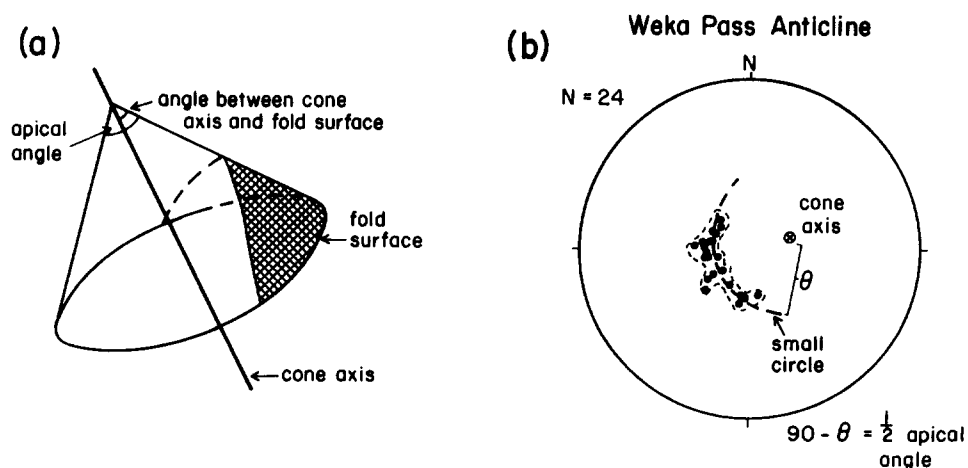 (a)
angle between cone
axis and fold surface
apical
angle
fold
surface
cone axis
(b)
Weka Pass Anticline
N
N = 24
cone
axis
θ
small
circle
90 - θ = ½ apical
angle